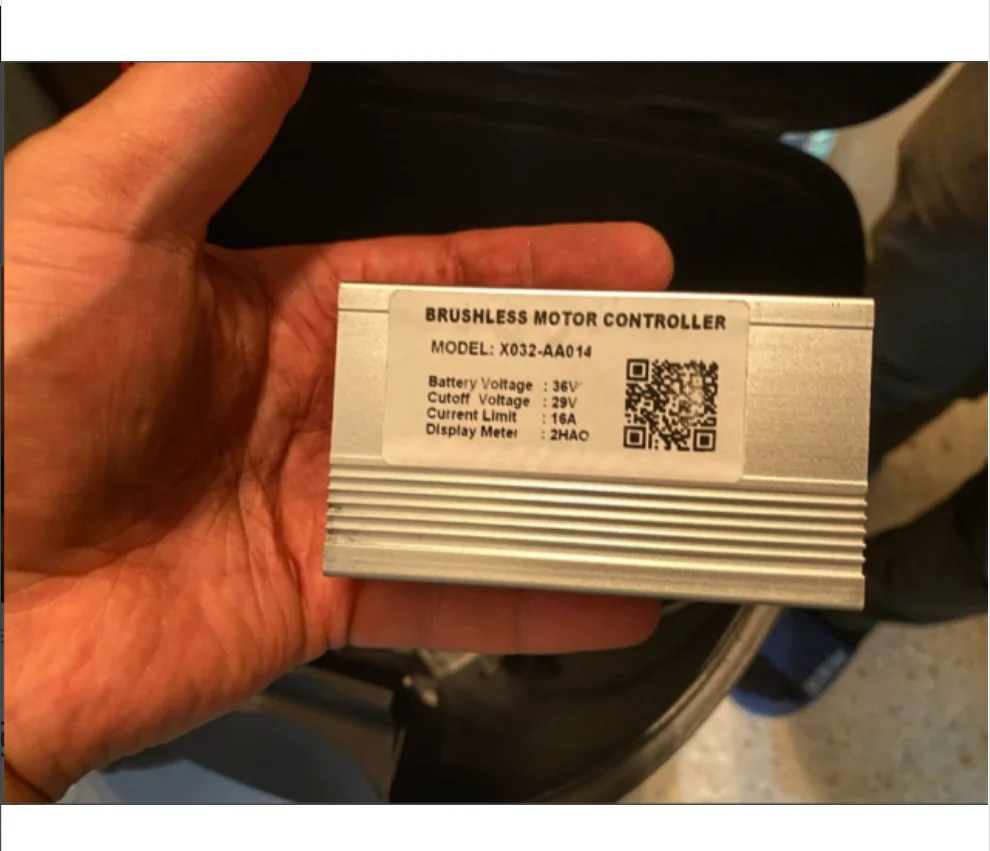 BRUSHLESS MOTOR CONTROLLER
MODEL: X032-AA014
Battery Voltage : 36V
Cutoff Voltage : 29V
Current Limit : 16A
Display Meter : 2HAO